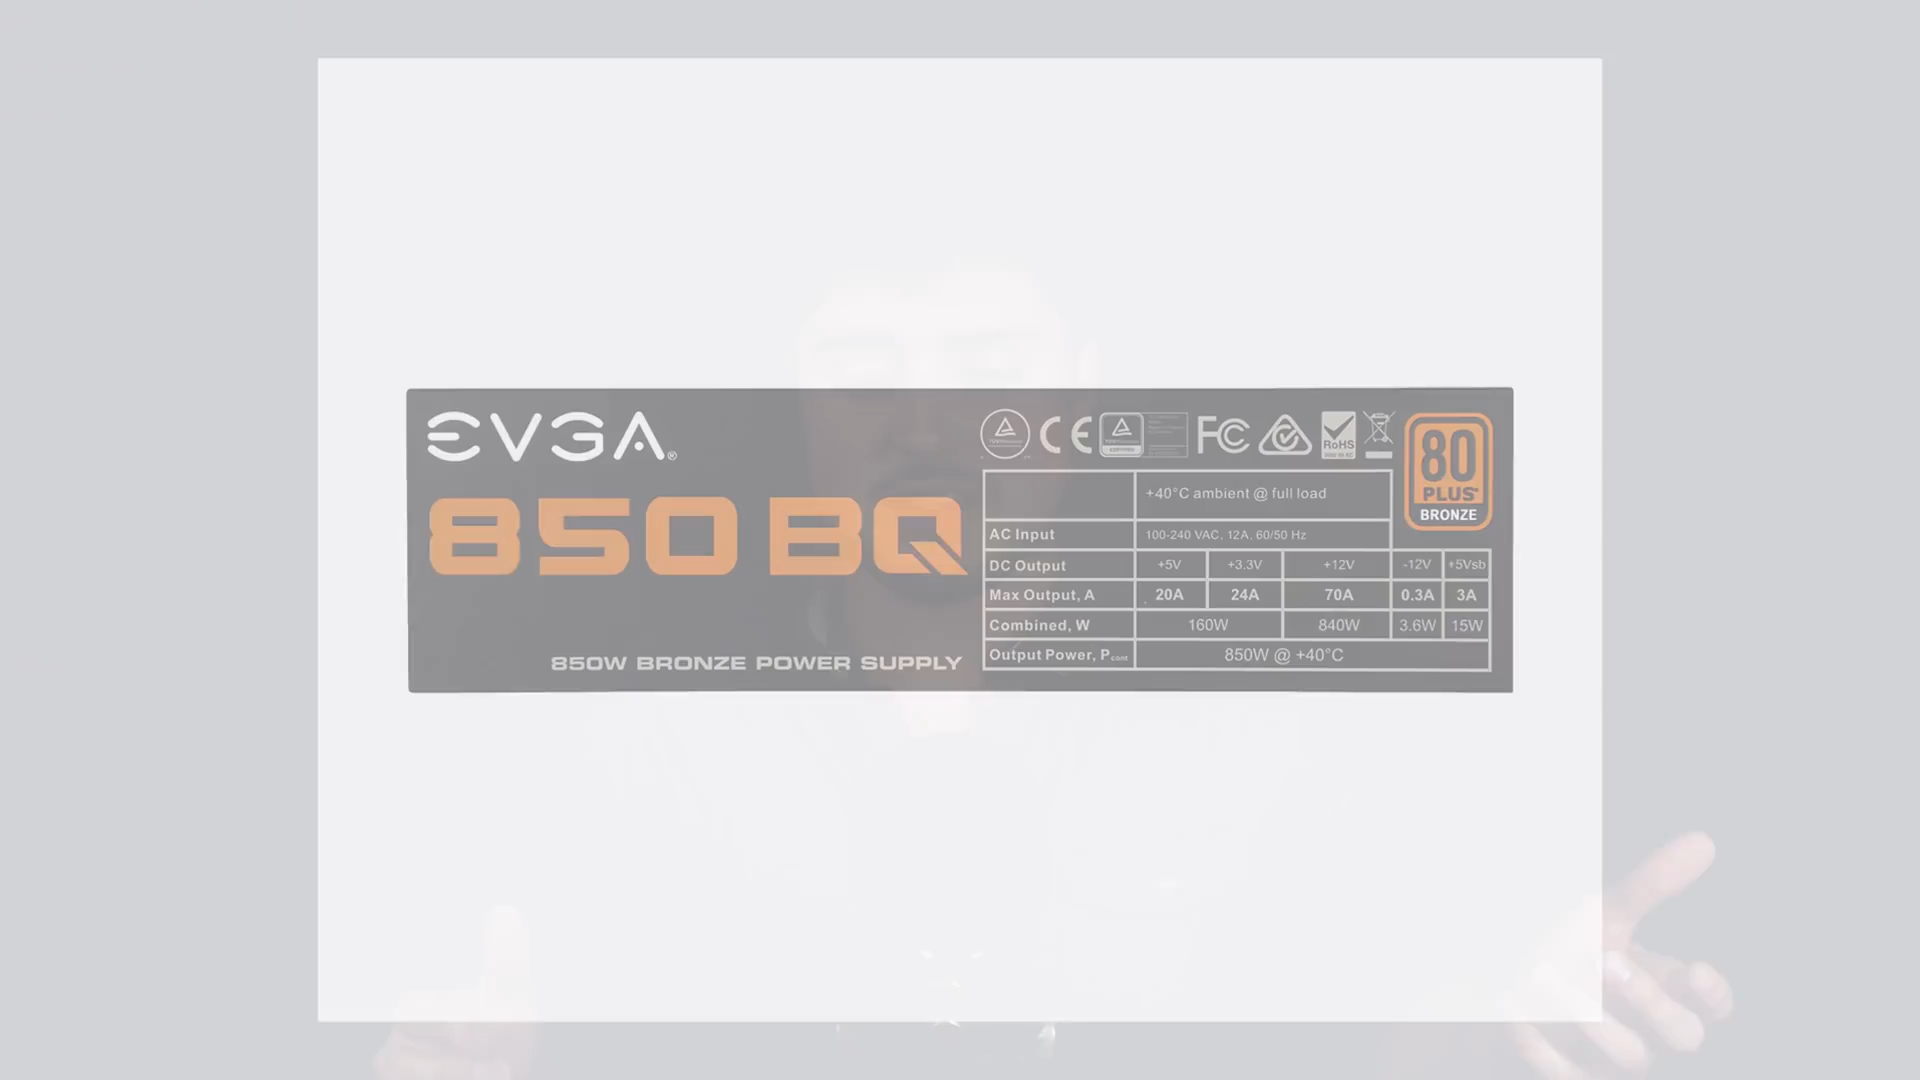 EVGA®
850 BQ
850W BRONZE POWER SUPPLY
CE FC RoHS
80
PLUS
BRONZE
+40°C ambient @ full load
AC Input 100-240 VAC, 12A, 60/50 Hz
DC Output +5V +3.3V +12V -12V +5Vsb
Max Output, A 20A 24A 70A 0.3A 3A
Combined, W 160W 840W 3.6W 15W
Output Power, Pcont 850W @ +40°C